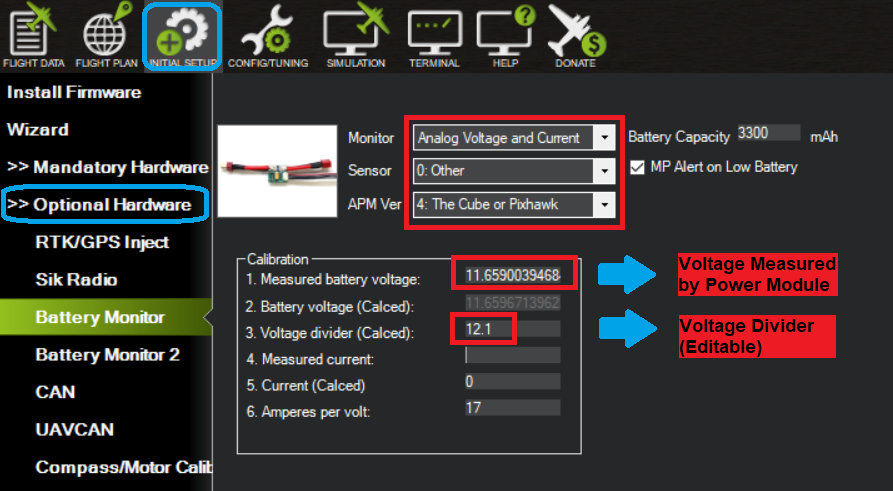 FLIGHT DATA FLIGHT PLAN INITIAL SETUP CONFIG/TUNING SIMULATION TERMINAL HELP DONATE
Install Firmware
Wizard
>> Mandatory Hardware
>> Optional Hardware
RTK/GPS Inject
Sik Radio
Battery Monitor
Battery Monitor 2
CAN
UAVCAN
Compass/Motor Calib
Monitor Analog Voltage and Current Battery Capacity 3300 mAh
Sensor 0: Other MP Alert on Low Battery
APM Ver 4: The Cube or Pixhawk
Calibration
1. Measured battery voltage: 11.6590039468
2. Battery voltage (Calced): 11.6596713962
3. Voltage divider (Calced): 12.1
4. Measured current:
5. Current (Calced) 0
6. Amperes per volt: 17
Voltage Measured
by Power Module
Voltage Divider
(Editable)